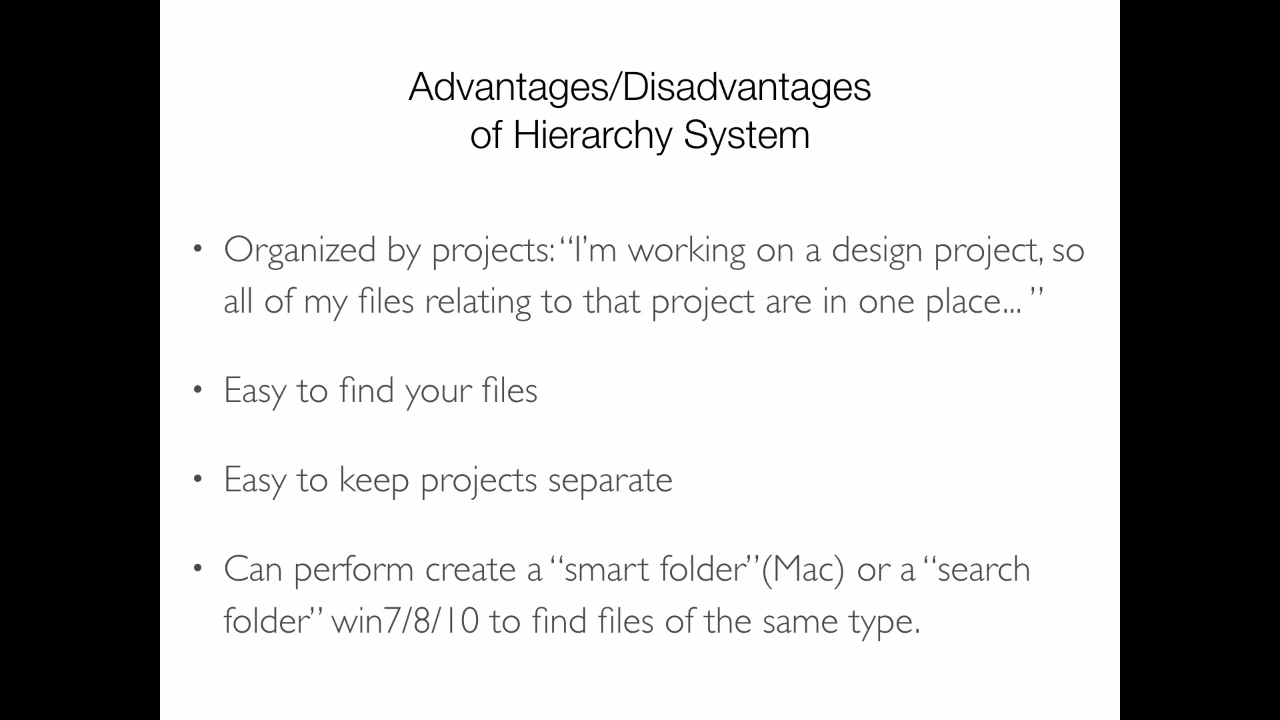 Advantages/Disadvantages
of Hierarchy System
• Organized by projects: “I’m working on a design project, so
all of my files relating to that project are in one place... ”
• Easy to find your files
• Easy to keep projects separate
• Can perform create a “smart folder”(Mac) or a “search
folder” win7/8/10 to find files of the same type.